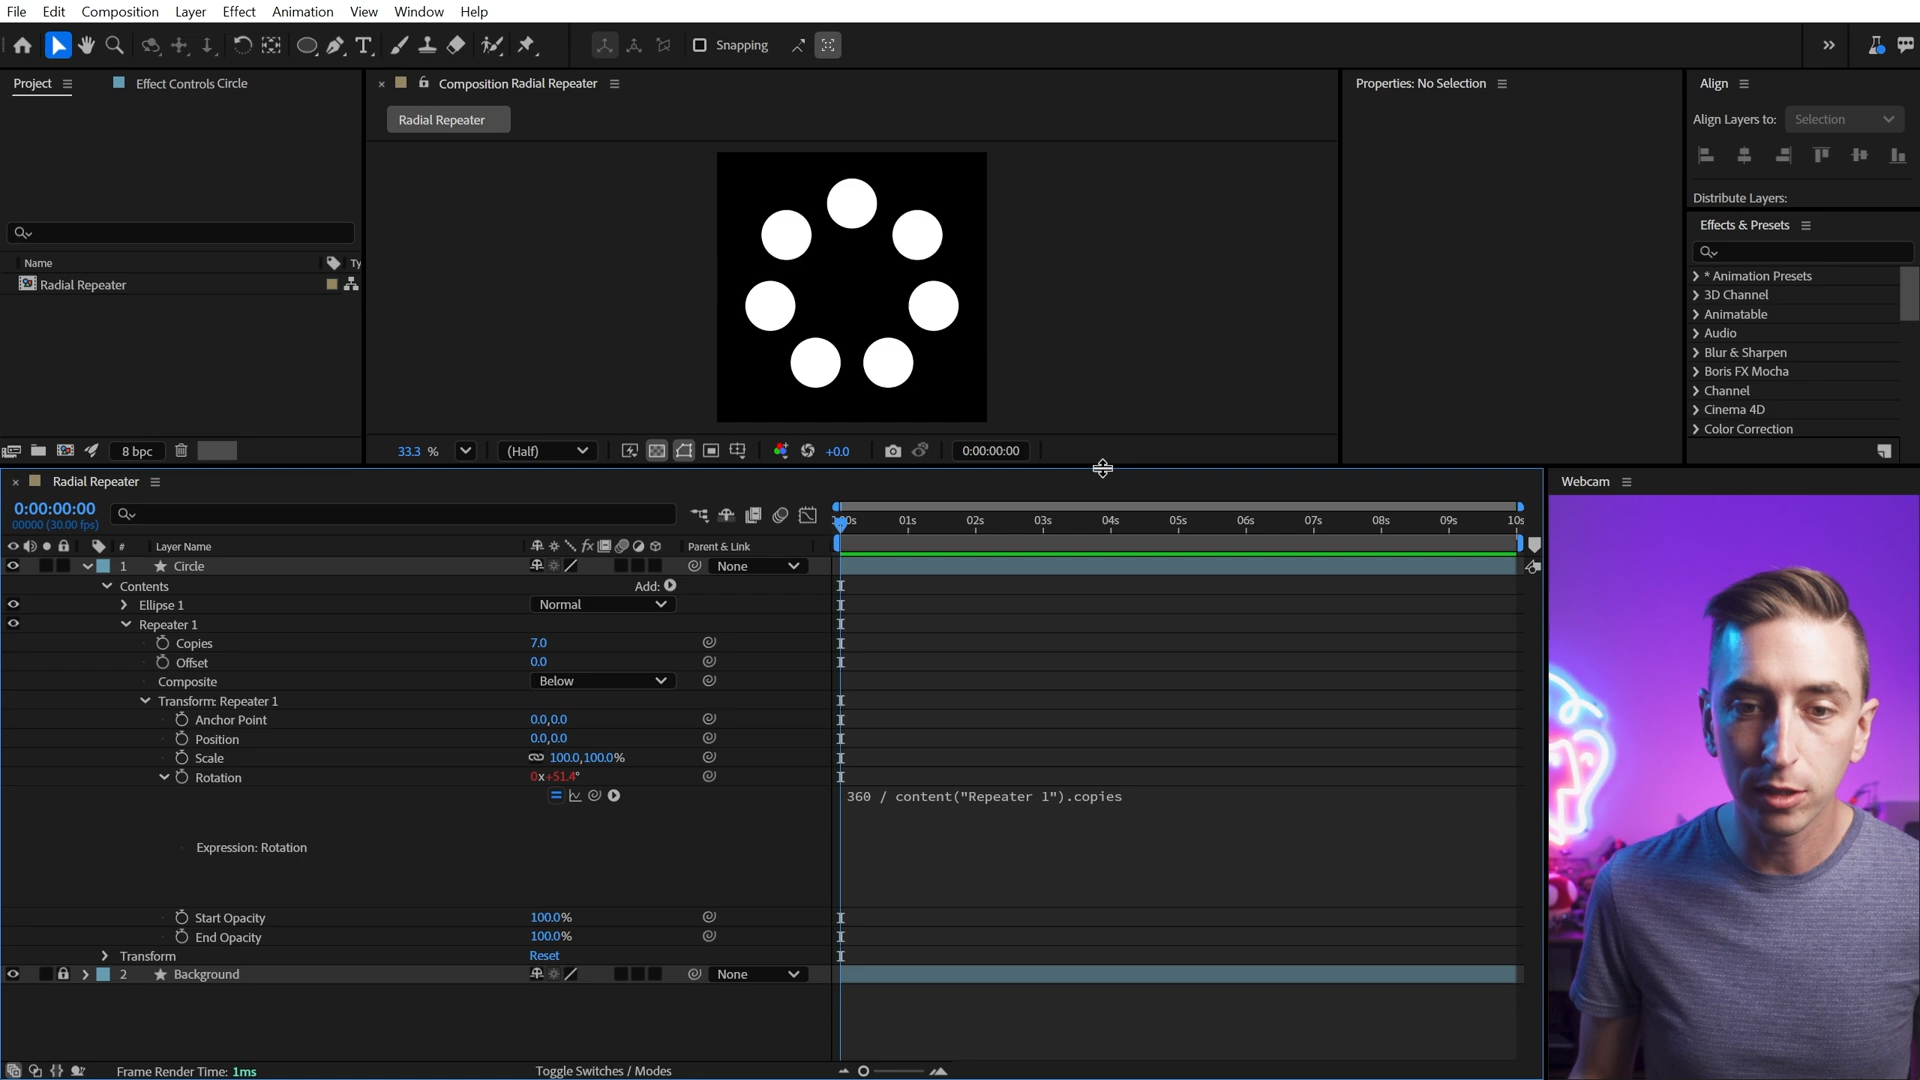 File Edit Composition Layer Effect Animation View Window Help
Snapping
Project
Effect Controls Circle
Composition Radial Repeater
Properties: No Selection
Align
Radial Repeater
Align Layers to: Selection
Distribute Layers:
Effects & Presets
Name Ty
Radial Repeater
* Animation Presets
3D Channel
Animatable
Audio
Blur & Sharpen
Boris FX Mocha
Channel
Cinema 4D
Color Correction
8 bpc
33.3 % (Half) +0.0 0:00:00:00
Radial Repeater
Webcam
0:00:00:00
00000 (30.00 fps)
:00s 01s 02s 03s 04s 05s 06s 07s 08s 09s 10s
# Layer Name Parent & Link
1 Circle None
Contents Add:
Ellipse 1 Normal
Repeater 1
Copies 7.0
Offset 0.0
Composite Below
Transform: Repeater 1
Anchor Point 0.0,0.0
Position 0.0,0.0
Scale 100.0,100.0%
Rotation 0x+51.4°
360 / content("Repeater 1").copies
Expression: Rotation
Start Opacity 100.0%
End Opacity 100.0%
Transform Reset
2 Background None
Frame Render Time: 1ms
Toggle Switches / Modes